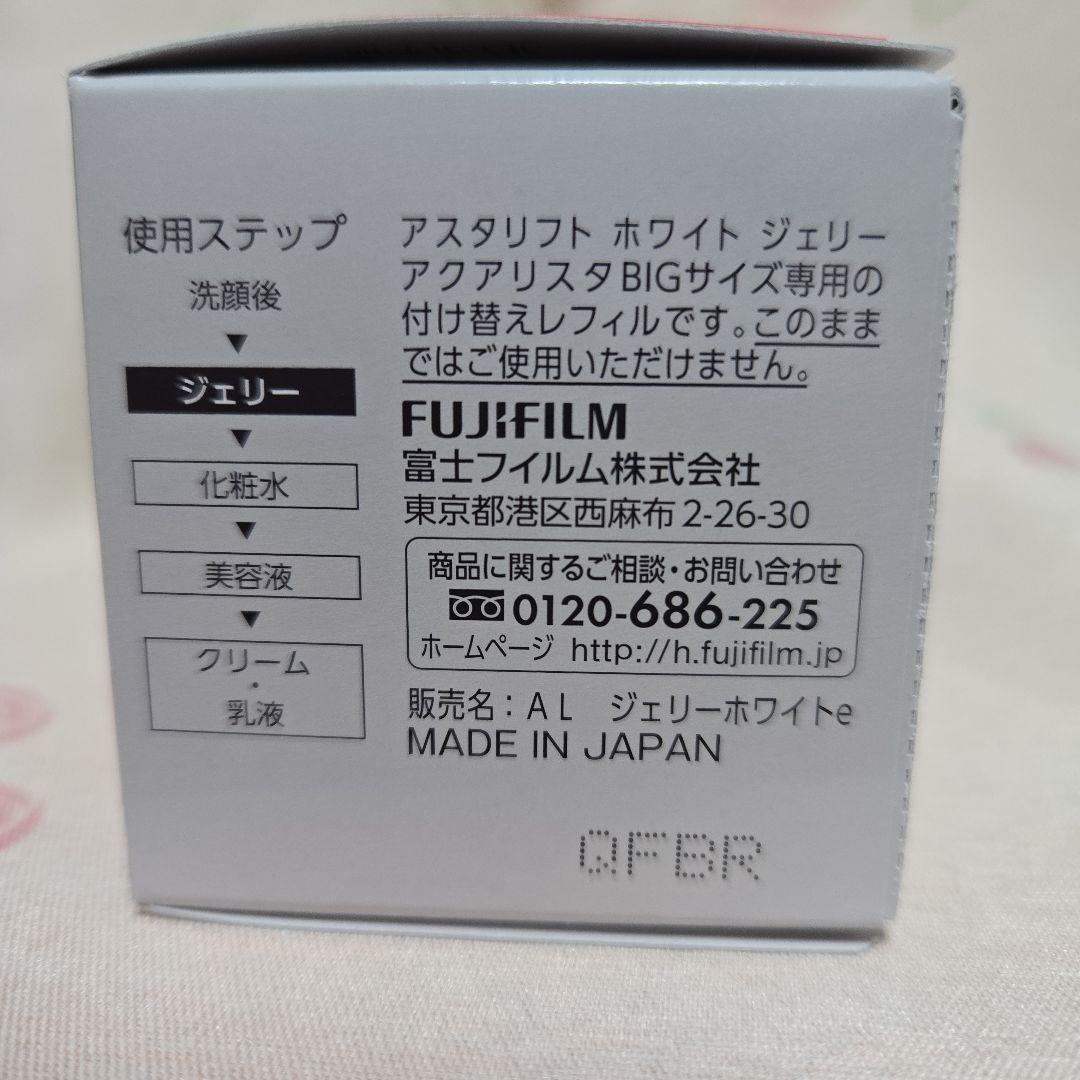 使用ステップ
洗顔後
▼
ジェリー
▼
化粧水
▼
美容液
▼
クリーム
・
乳液
アスタリフト ホワイト ジェリー
アクアリスタBIGサイズ専用の
付け替えレフィルです。このまま
ではご使用いただけません。
FUJIFILM
富士フイルム株式会社
東京都港区西麻布2-26-30
商品に関するご相談・お問い合わせ
0120-686-225
ホームページ http://h.fujifilm.jp
販売名：AL ジェリーホワイトe
MADE IN JAPAN
QFBR